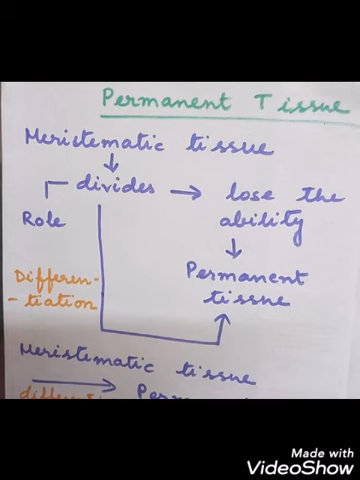 Permanent Tissue
Meristematic tissue
divides → lose the
Role ability
Permanent
Differen-
-tiation tissue
Meristematic tissue
Made with
VideoShow